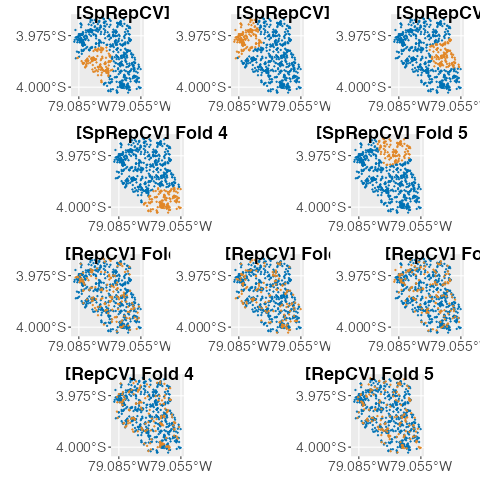 [SpRepCV] [SpRepCV] [SpRepCV
3.975°S 3.975°S 3.975°S
4.000°S 4.000°S 4.000°S
79.085°W79.055°W 79.085°W79.055°W 79.085°W79.055°W
[SpRepCV] Fold 4 [SpRepCV] Fold 5
3.975°S 3.975°S
4.000°S 4.000°S
79.085°W79.055°W 79.085°W79.055°W
[RepCV] Fol [RepCV] Fol [RepCV] Fo
3.975°S 3.975°S 3.975°S
4.000°S 4.000°S 4.000°S
79.085°W79.055°W 79.085°W79.055°W 79.085°W79.055°W
[RepCV] Fold 4 [RepCV] Fold 5
3.975°S 3.975°S
4.000°S 4.000°S
79.085°W79.055°W 79.085°W79.055°W